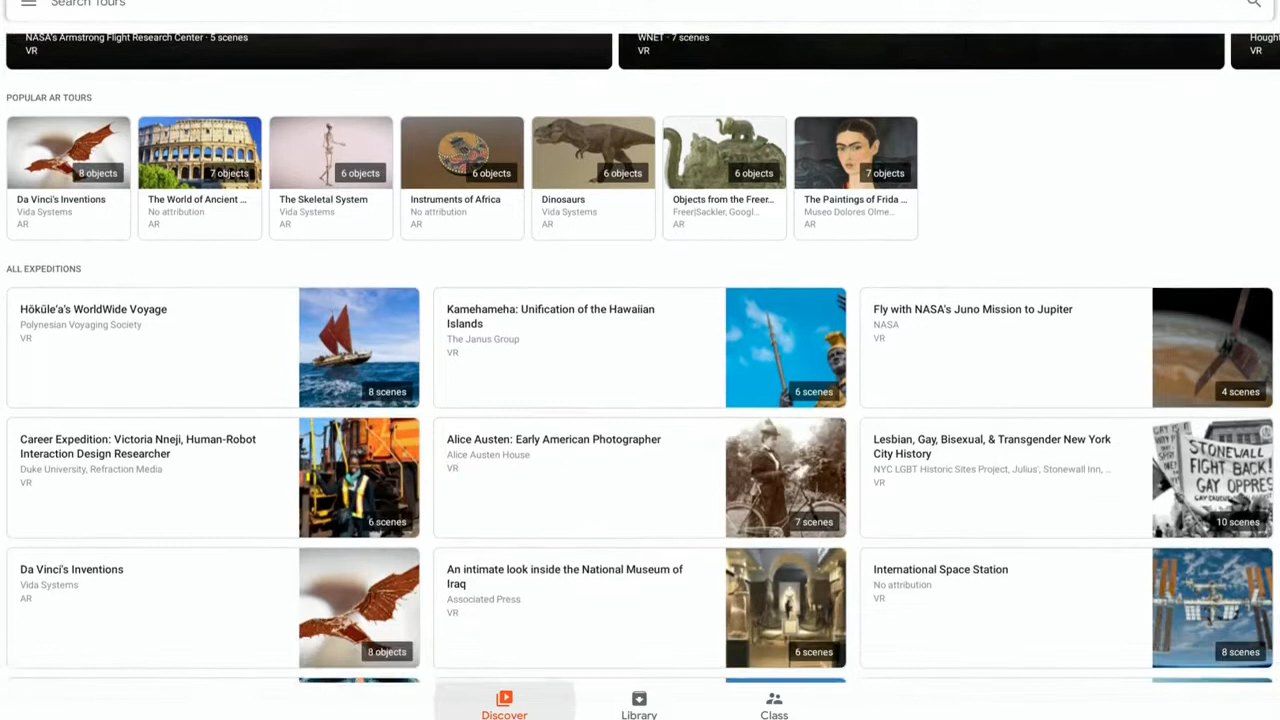 Search Tours
NASA's Armstrong Flight Research Center - 5 scenes
VR
WNET - 7 scenes
VR
Hought
VR
POPULAR AR TOURS
8 objects
Da Vinci's Inventions
Vida Systems
AR
7 objects
The World of Ancient ...
No attribution
AR
6 objects
The Skeletal System
Vida Systems
AR
6 objects
Instruments of Africa
No attribution
AR
6 objects
Dinosaurs
Vida Systems
AR
6 objects
Objects from the Freer...
Freer|Sackler, Googl...
AR
7 objects
The Paintings of Frida ...
Museo Dolores Olme...
AR
ALL EXPEDITIONS
Hōkūleʻa's WorldWide Voyage
Polynesian Voyaging Society
VR
8 scenes
Kamehameha: Unification of the Hawaiian
Islands
The Janus Group
VR
6 scenes
Fly with NASA's Juno Mission to Jupiter
NASA
VR
4 scenes
Career Expedition: Victoria Nneji, Human-Robot
Interaction Design Researcher
Duke University, Refraction Media
VR
6 scenes
Alice Austen: Early American Photographer
Alice Austen House
VR
7 scenes
Lesbian, Gay, Bisexual, & Transgender New York
City History
NYC LGBT Historic Sites Project, Julius', Stonewall Inn, ...
VR
STONEWALL
FIGHT BACK!
GAY OPPRES
10 scenes
Da Vinci's Inventions
Vida Systems
AR
8 objects
An intimate look inside the National Museum of
Iraq
Associated Press
VR
6 scenes
International Space Station
No attribution
VR
8 scenes
Discover
Library
Class